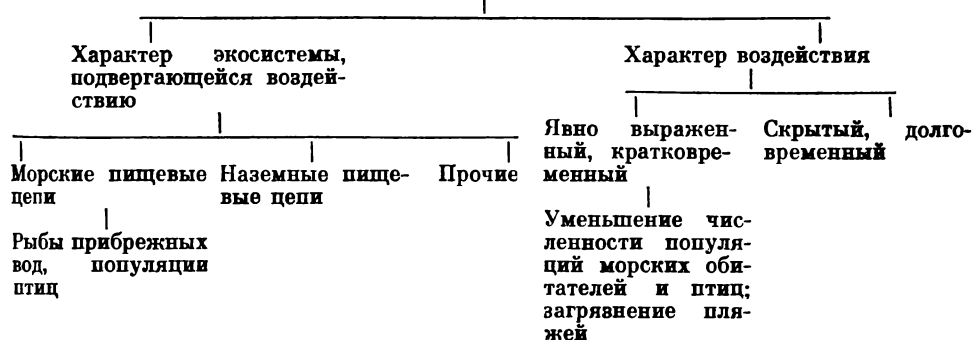 Характер экосистемы,
подвергающейся воздей-
ствию
Характер воздействия
Морские пищевые
цепи
Наземные пище-
вые цепи
Прочие
Рыбы прибрежных
вод, популяции
птиц
Явно выражен-
ный, кратковре-
менный
Скрытый, долго-
временный
Уменьшение чис-
ленности популя-
ций морских оби-
тателей и птиц;
загрявнение пля-
жей